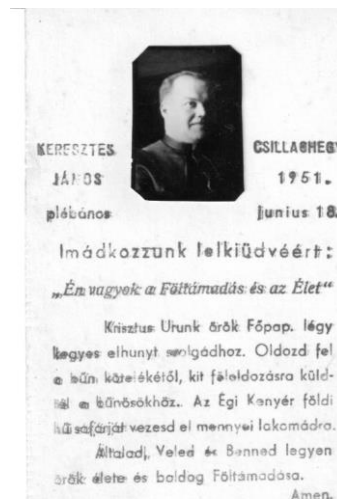 KERESZTES CSILLAGHEGY
JÁNOS 1951.
plébános Junius 18.
Imádkozzunk lelkiüdvéért:
„Én vagyok a Föltámadás és az Élet"
Krisztus Urunk örök Főpap. légy
kegyes elhunyt szolgádhoz. Oldozd fel
a bűn kötelékétől, kit feloldozásra küld-
tél a bűnösökhöz. Az Égi Kenyér földi
hű sáfárját vezesd el mennyei lakomádra.
Általad, Veled és Benned legyen
örök élete és boldog Föltámadása.
Amen.